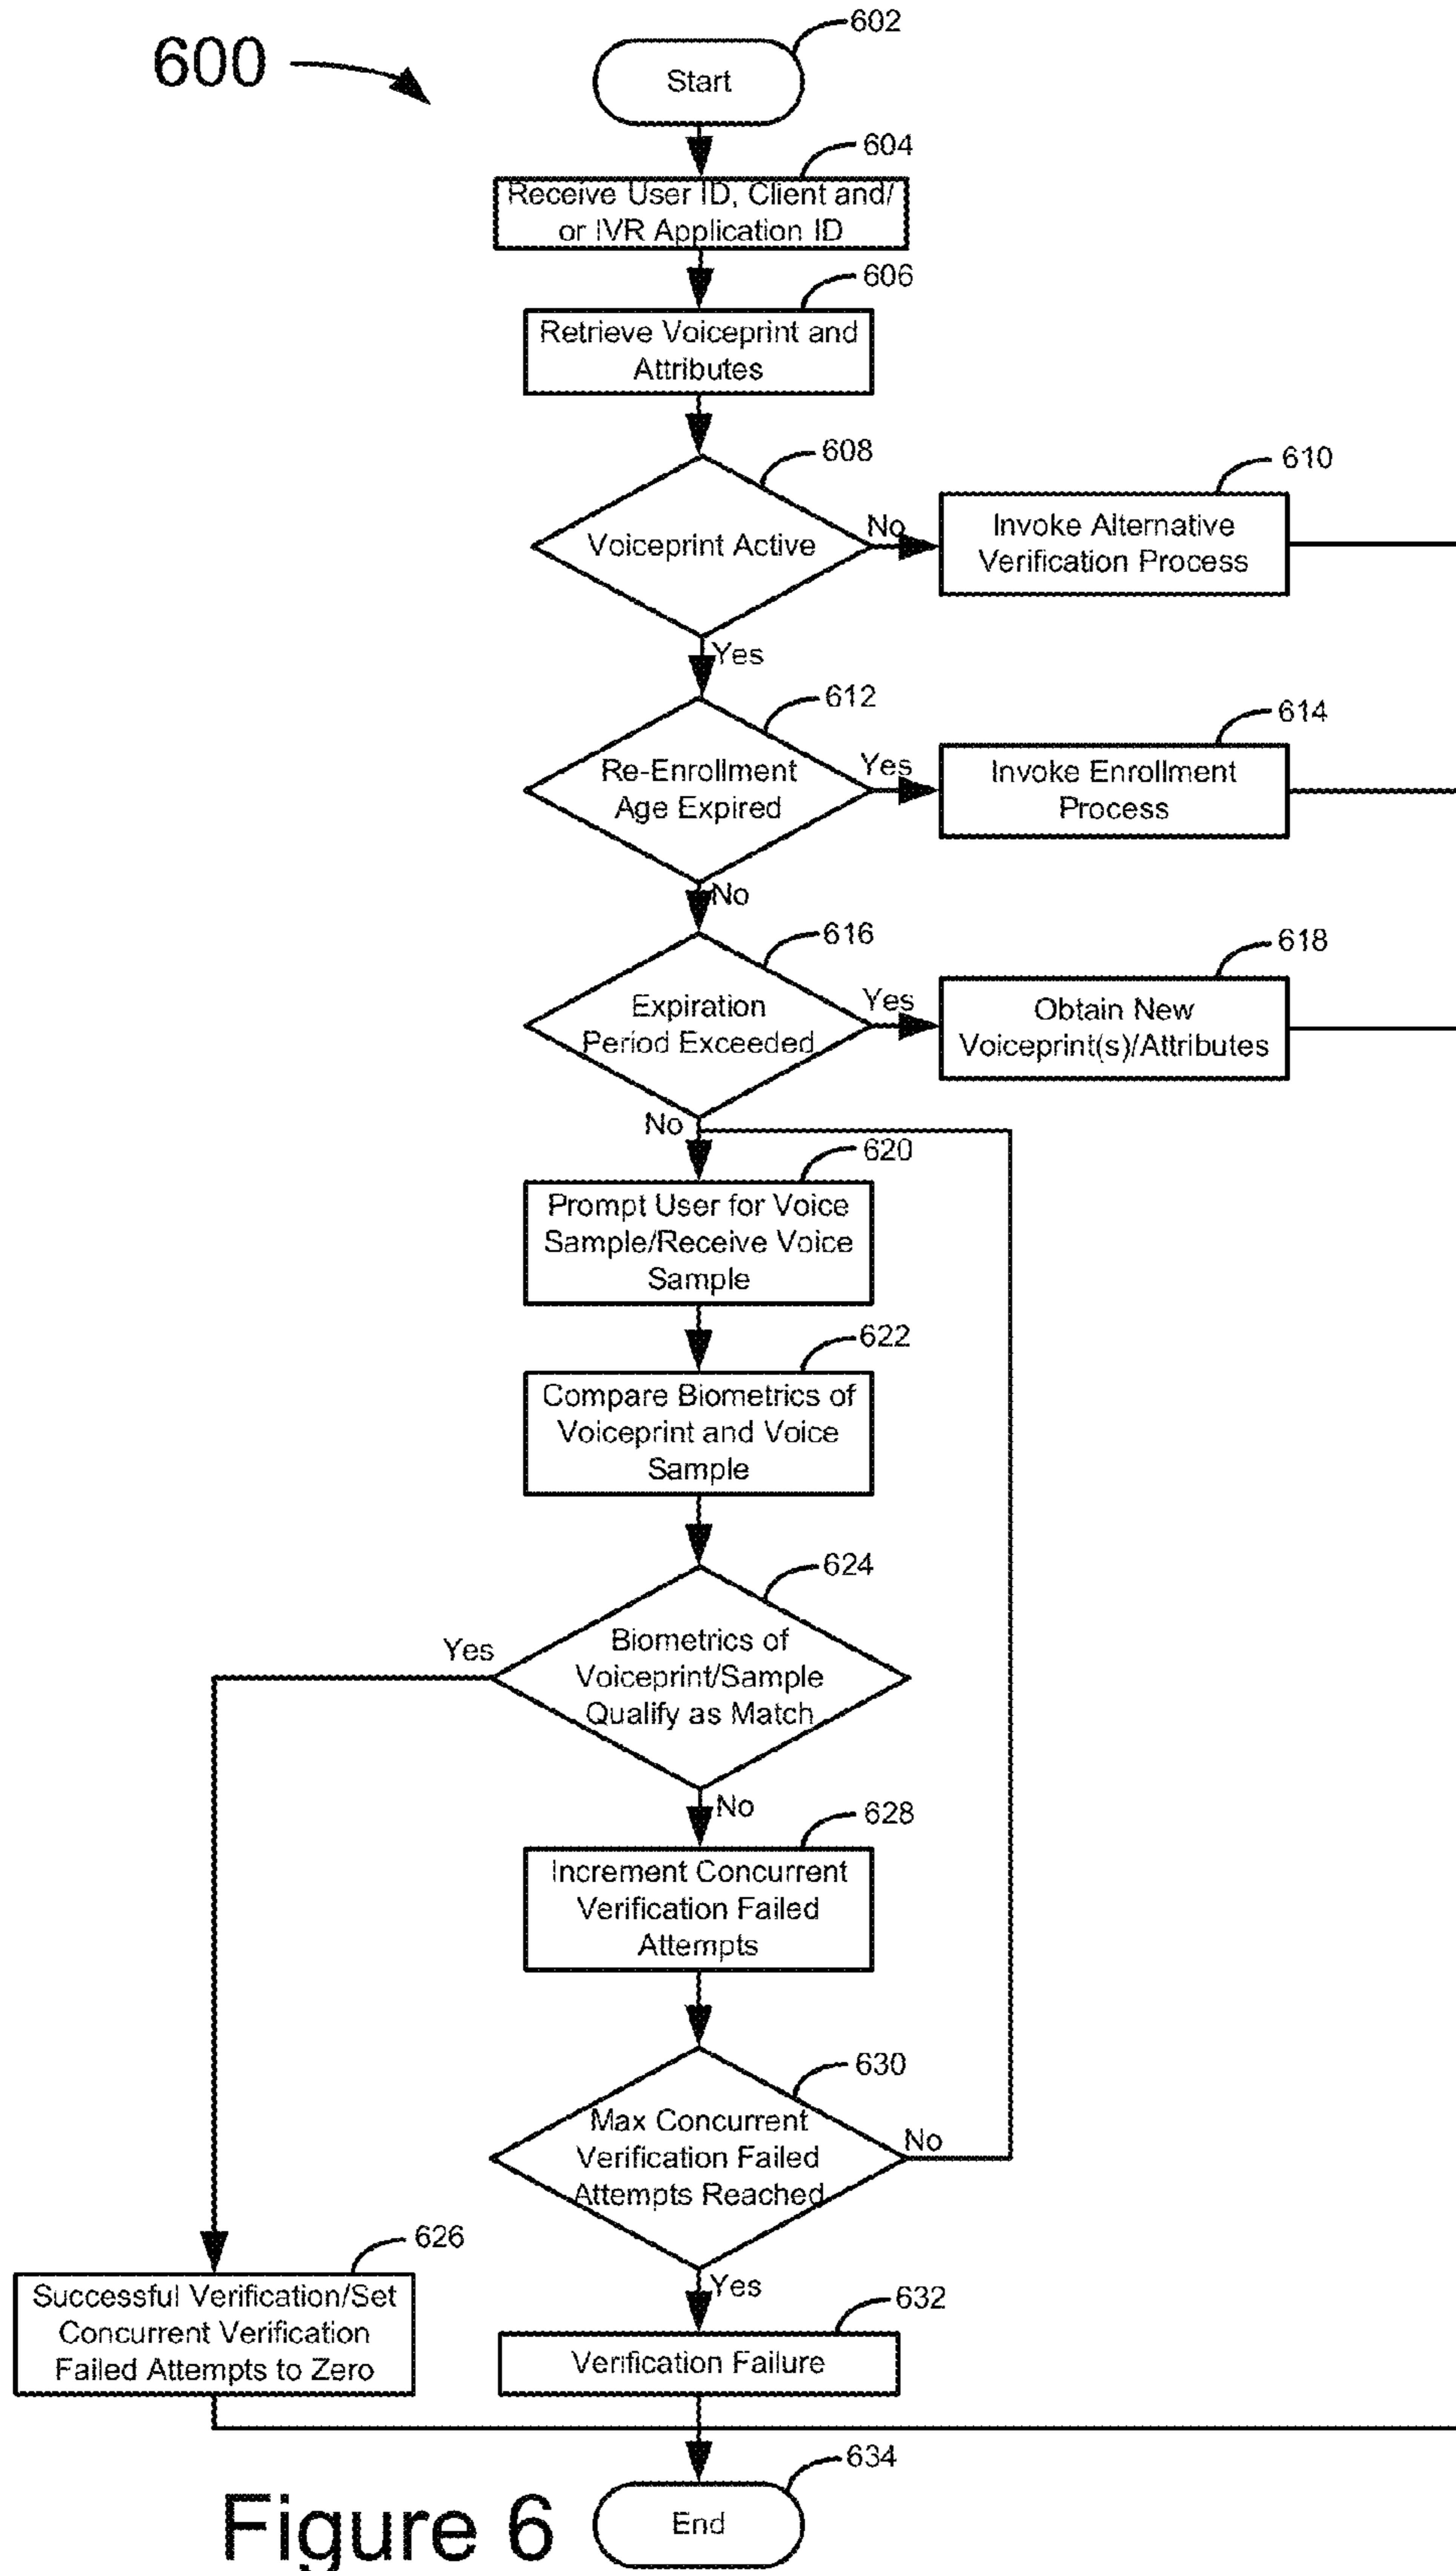 600
602
Start
604
Receive User ID, Client and/
or IVR Application ID
606
Retrieve Voiceprint and
Attributes
608
Voiceprint Active
No
610
Invoke Alternative
Verification Process
Yes
612
Re-Enrollment
Age Expired
Yes
614
Invoke Enrollment
Process
No
616
Expiration
Period Exceeded
Yes
618
Obtain New
Voiceprint(s)/Attributes
No
620
Prompt User for Voice
Sample/Receive Voice
Sample
622
Compare Biometrics of
Voiceprint and Voice
Sample
624
Biometrics of
Voiceprint/Sample
Qualify as Match
Yes
No
628
Increment Concurrent
Verification Failed
Attempts
630
Max Concurrent
Verification Failed
Attempts Reached
No
626
Successful Verification/Set
Concurrent Verification
Failed Attempts to Zero
Yes
632
Verification Failure
634
End
Figure 6